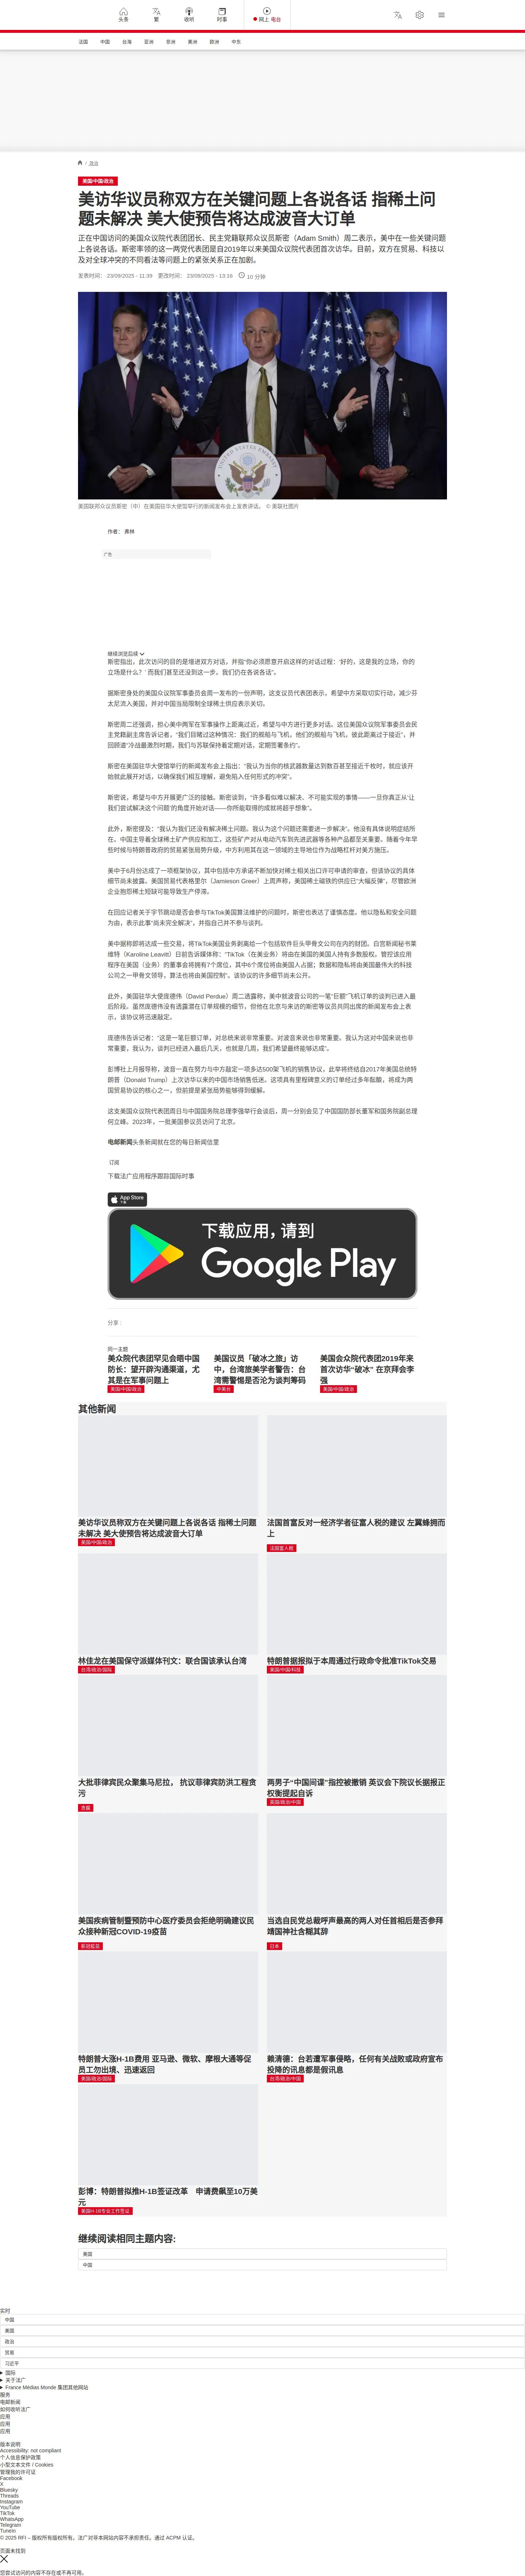 头条
繁
收听
时事
网上 电台
法国
中国
台海
亚洲
非洲
美洲
欧洲
中东
/ 政治
美国/中国/政治
美访华议员称双方在关键问题上各说各话 指稀土问题未解决 美大使预告将达成波音大订单
正在中国访问的美国众议院代表团团长、民主党籍联邦众议员斯密（Adam Smith）周二表示，美中在一些关键问题上各说各话。斯密率领的这一两党代表团是自2019年以来美国众议院代表团首次访华。目前，双方在贸易、科技以及对全球冲突的不同看法等问题上的紧张关系正在加剧。
发表时间： 23/09/2025 - 11:39 更改时间： 23/09/2025 - 13:16 10 分钟
美国联邦众议员斯密（中）在美国驻华大使馆举行的新闻发布会上发表讲话。 © 美联社图片
作者： 弗林
广告
继续浏览后续
斯密指出，此次访问的目的是增进双方对话，并指“你必须愿意开启这样的对话过程：‘好的，这是我的立场，你的立场是什么？’ 而我们甚至还没到这一步。我们仍在各说各话”。
据斯密身处的美国众议院军事委员会周一发布的一份声明，这支议员代表团表示，希望中方采取切实行动，减少芬太尼流入美国，并对中国当局限制全球稀土供应表示关切。
斯密周二还强调，担心美中两军在军事操作上距离过近，希望与中方进行更多对话。这位美国众议院军事委员会民主党籍副主席告诉记者，“我们目睹过这种情况：我们的舰船与飞机，他们的舰船与飞机，彼此距离过于接近”，并回顾道“冷战最激烈时期，我们与苏联保持着定期对话，定期签署条约”。
斯密在美国驻华大使馆举行的新闻发布会上指出：“我认为当你的核武器数量达到数百甚至接近千枚时，就应该开始就此展开对话，以确保我们相互理解，避免陷入任何形式的冲突”。
斯密说，希望与中方开展更广泛的接触。斯密谈到，“许多看似难以解决、不可能实现的事情——一旦你真正从‘让我们尝试解决这个问题’的角度开始对话——你所能取得的成就将超乎想象”。
此外，斯密提及：“我认为我们还没有解决稀土问题。我认为这个问题还需要进一步解决”。他没有具体说明症结所在。中国主导着全球稀土矿产供应和加工，这些矿产对从电动汽车到先进武器等各种产品都至关重要。随着今年早些时候与特朗普政府的贸易紧张局势升级，中方利用其在这一领域的主导地位作为战略杠杆对美方施压。
美中于6月份达成了一项框架协议，其中包括中方承诺不断加快对稀土相关出口许可申请的审查，但该协议的具体细节尚未披露。美国贸易代表格里尔（Jamieson Greer）上周声称，美国稀土磁铁的供应已“大幅反弹”，尽管欧洲企业抱怨稀土短缺可能导致生产停滞。
在回应记者关于字节跳动是否会参与TikTok美国算法维护的问题时，斯密也表达了谨慎态度。他以隐私和安全问题为由，表示此事“尚未完全解决”，并指自己并不参与谈判。
美中据称即将达成一些交易，将TikTok美国业务剥离给一个包括软件巨头甲骨文公司在内的财团。白宫新闻秘书莱维特（Karoline Leavitt）日前告诉媒体称：“TikTok（在美业务）将由在美国的美国人持有多数股权。管控该应用程序在美国（业务）的董事会将拥有7个席位，其中6个席位将由美国人占据；数据和隐私将由美国最伟大的科技公司之一甲骨文领导，算法也将由美国控制”。该协议的许多细节尚未公开。
此外，美国驻华大使庞德伟（David Perdue）周二透露称，美中就波音公司的一笔“巨额”飞机订单的谈判已进入最后阶段。虽然庞德伟没有透露潜在订单规模的细节，但他在北京与来访的斯密等议员共同出席的新闻发布会上表示，该协议将迅速敲定。
庞德伟告诉记者：“这是一笔巨额订单，对总统来说非常重要。对波音来说也非常重要。我认为这对中国来说也非常重要，我认为，谈判已经进入最后几天，也就是几周。我们希望最终能够达成”。
彭博社上月报导称，波音一直在努力与中方敲定一项多达500架飞机的销售协议，此举将终结自2017年美国总统特朗普（Donald Trump）上次访华以来的中国市场销售低迷。这项具有里程碑意义的订单经过多年酝酿，将成为两国贸易协议的核心之一，但前提是紧张局势能够得到缓解。
这支美国众议院代表团周日与中国国务院总理李强举行会谈后，周一分别会见了中国国防部长董军和国务院副总理何立峰。2023年，一批美国参议员访问了北京。
电邮新闻头条新闻就在您的每日新闻信里
订阅
下载法广应用程序跟踪国际时事
App Store
下载
下载应用，请到
Google Play
分享：
同一主题
美众院代表团罕见会晤中国防长：望开辟沟通渠道，尤其是在军事问题上
美国/中国/政治
美国议员「破冰之旅」访中，台湾旅美学者警告：台湾需警惕是否沦为谈判筹码
中美台
美国会众院代表团2019年来首次访华“破冰” 在京拜会李强
美国/中国/政治
其他新闻
美访华议员称双方在关键问题上各说各话 指稀土问题未解决 美大使预告将达成波音大订单
美国/中国/政治
法国首富反对一经济学者征富人税的建议 左翼蜂拥而上
法国富人税
林佳龙在美国保守派媒体刊文：联合国该承认台湾
台湾/政治/国际
特朗普据报拟于本周通过行政命令批准TikTok交易
美国/中国/科技
大批菲律宾民众聚集马尼拉， 抗议菲律宾防洪工程贪污
贪腐
两男子“中国间谍”指控被撤销 英议会下院议长据报正权衡提起自诉
英国/政治/中国
美国疾病管制暨预防中心医疗委员会拒绝明确建议民众接种新冠COVID-19疫苗
新冠疫苗
当选自民党总裁呼声最高的两人对任首相后是否参拜靖国神社含糊其辞
日本
特朗普大涨H-1B费用 亚马逊、微软、摩根大通等促员工勿出境、迅速返回
美国/政治/国际
赖清德：台若遭军事侵略，任何有关战败或政府宣布投降的讯息都是假讯息
台湾/政治/中国
彭博：特朗普拟推H-1B签证改革 申请费飙至10万美元
美国H-1B专业工作签证
继续阅读相同主题内容:
美国
中国
实时
中国
美国
政治
贸易
习近平
国际
关于法广
France Médias Monde 集团其他网站
服务
电邮新闻
如何收听法广
应用
应用
应用
版本说明
Accessibility: not compliant
个人信息保护政策
小型文本文件 / Cookies
管理我的许可证
Facebook
X
Bluesky
Threads
Instagram
YouTube
TikTok
WhatsApp
Telegram
TuneIn
© 2025 RFI – 版权所有版权所有，法广对非本网站内容不承担责任。通过 ACPM 认证。
页面未找到
您尝试访问的内容不存在或不再可用。